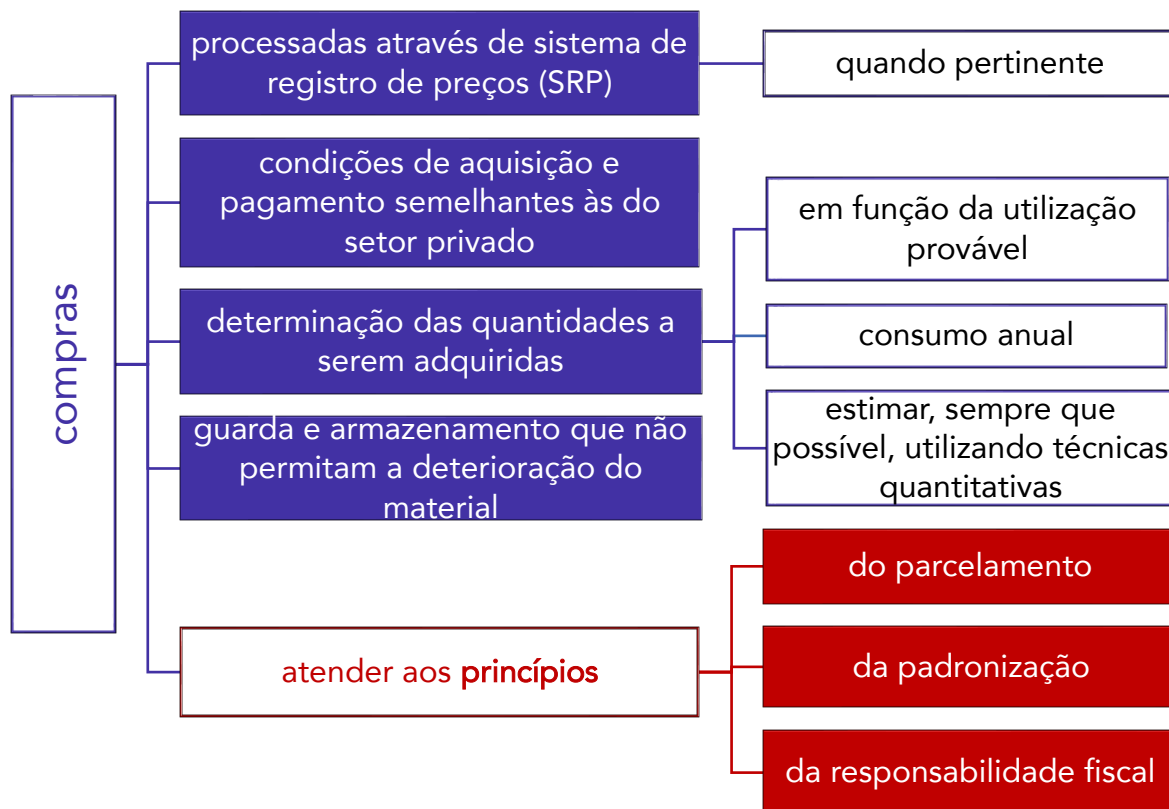 compras
processadas através de sistema de
registro de preços (SRP)
quando pertinente
condições de aquisição e
pagamento semelhantes às do
setor privado
determinação das quantidades a
serem adquiridas
em função da utilização
provável
consumo anual
estimar, sempre que
possível, utilizando técnicas
quantitativas
guarda e armazenamento que não
permitam a deterioração do
material
atender aos princípios
do parcelamento
da padronização
da responsabilidade fiscal